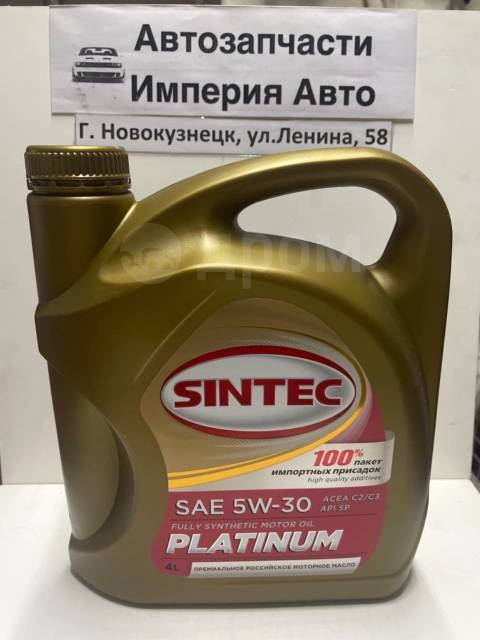 Автозапчасти
Империя Авто
Г. Новокузнецк, ул.Ленина, 58
дром
SINTEC
100% пакет
импортных присадок
high quality additives
SAE 5W-30
ACEA C2/C3
API SP
FULLY SYNTHETIC MOTOR OIL
PLATINUM
4L
ПРЕМИАЛЬНОЕ РОССИЙСКОЕ МОТОРНОЕ МАСЛО